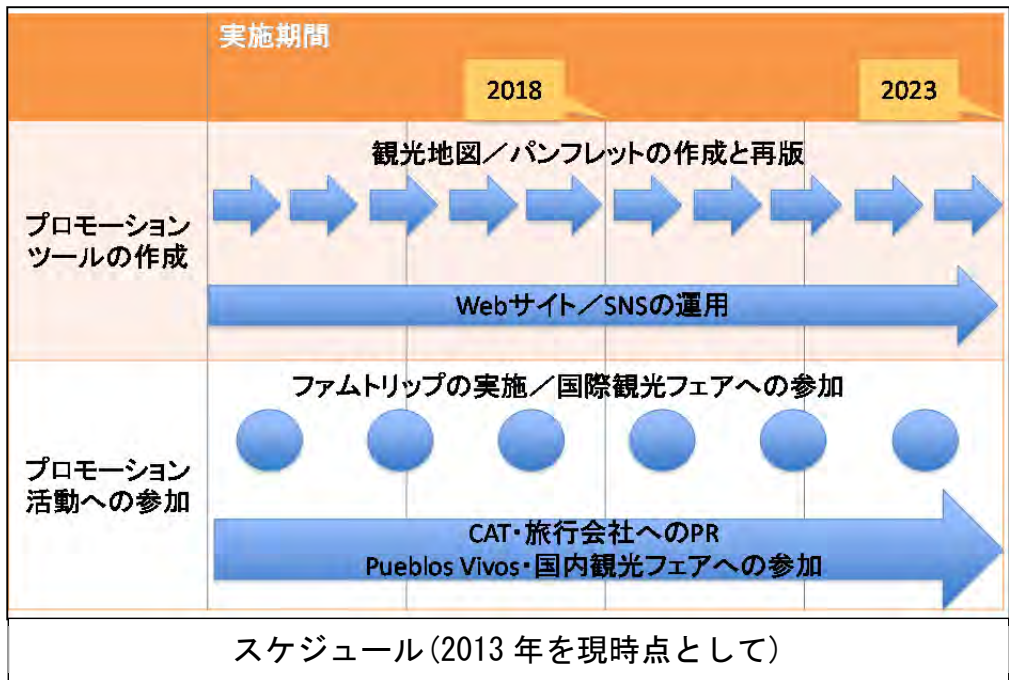 実施期間
2018
2023
プロモーション
ツールの作成
観光地図／パンフレットの作成と再版
Webサイト／SNSの運用
プロモーション
活動への参加
ファムトリップの実施／国際観光フェアへの参加
CAT・旅行会社へのPR
Pueblos Vivos・国内観光フェアへの参加
スケジュール(2013 年を現時点として)